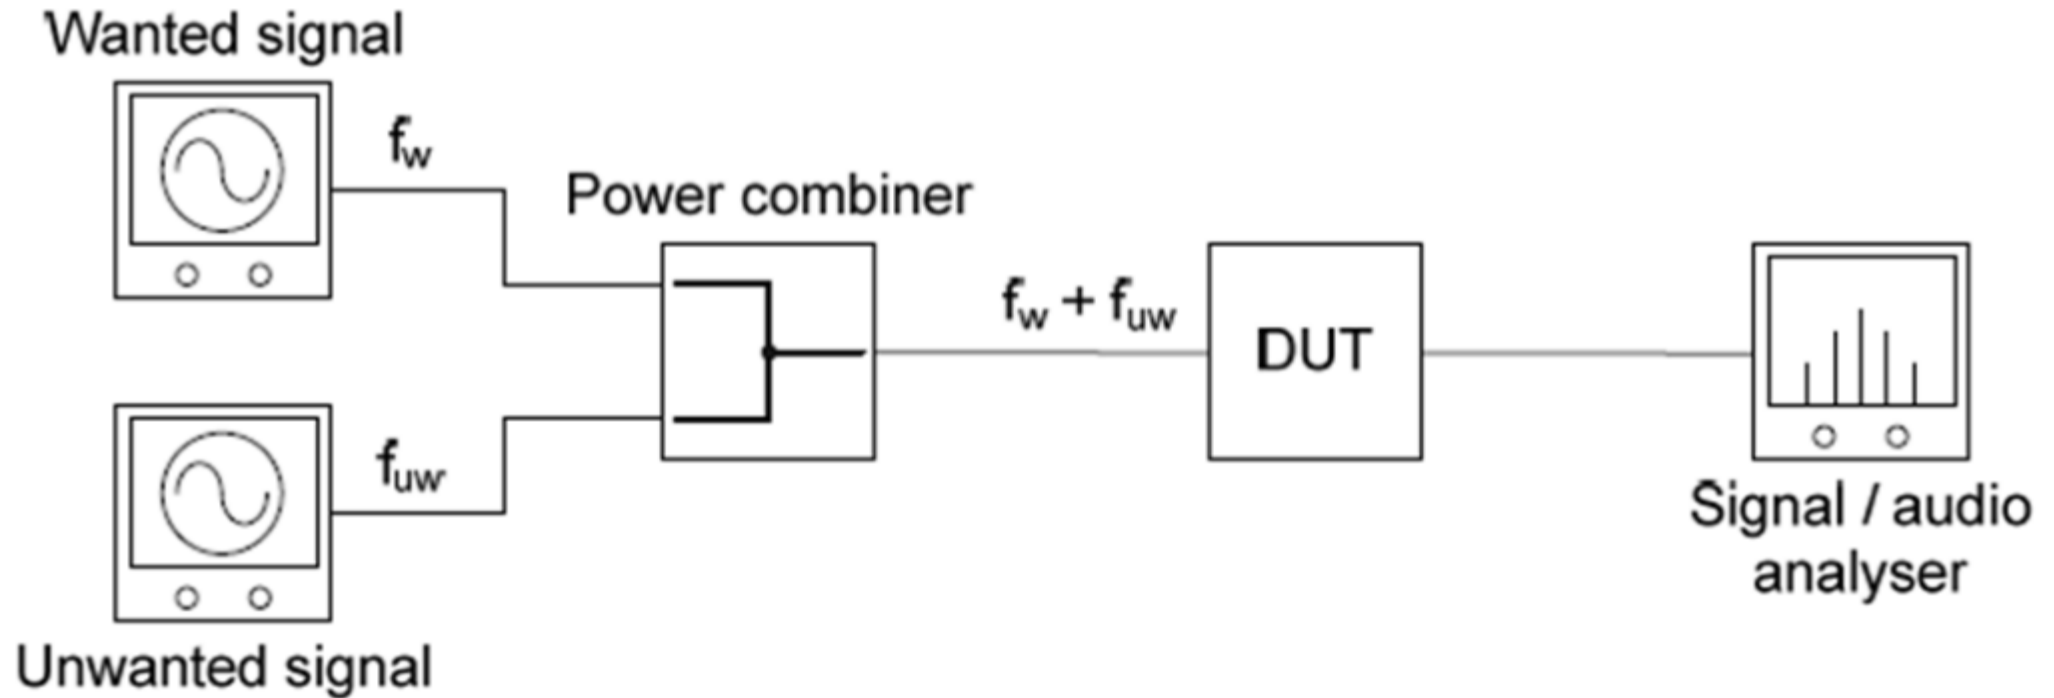 Wanted signal
fw
Power combiner
fw + fuw
DUT
fuw
Signal / audio
analyser
Unwanted signal